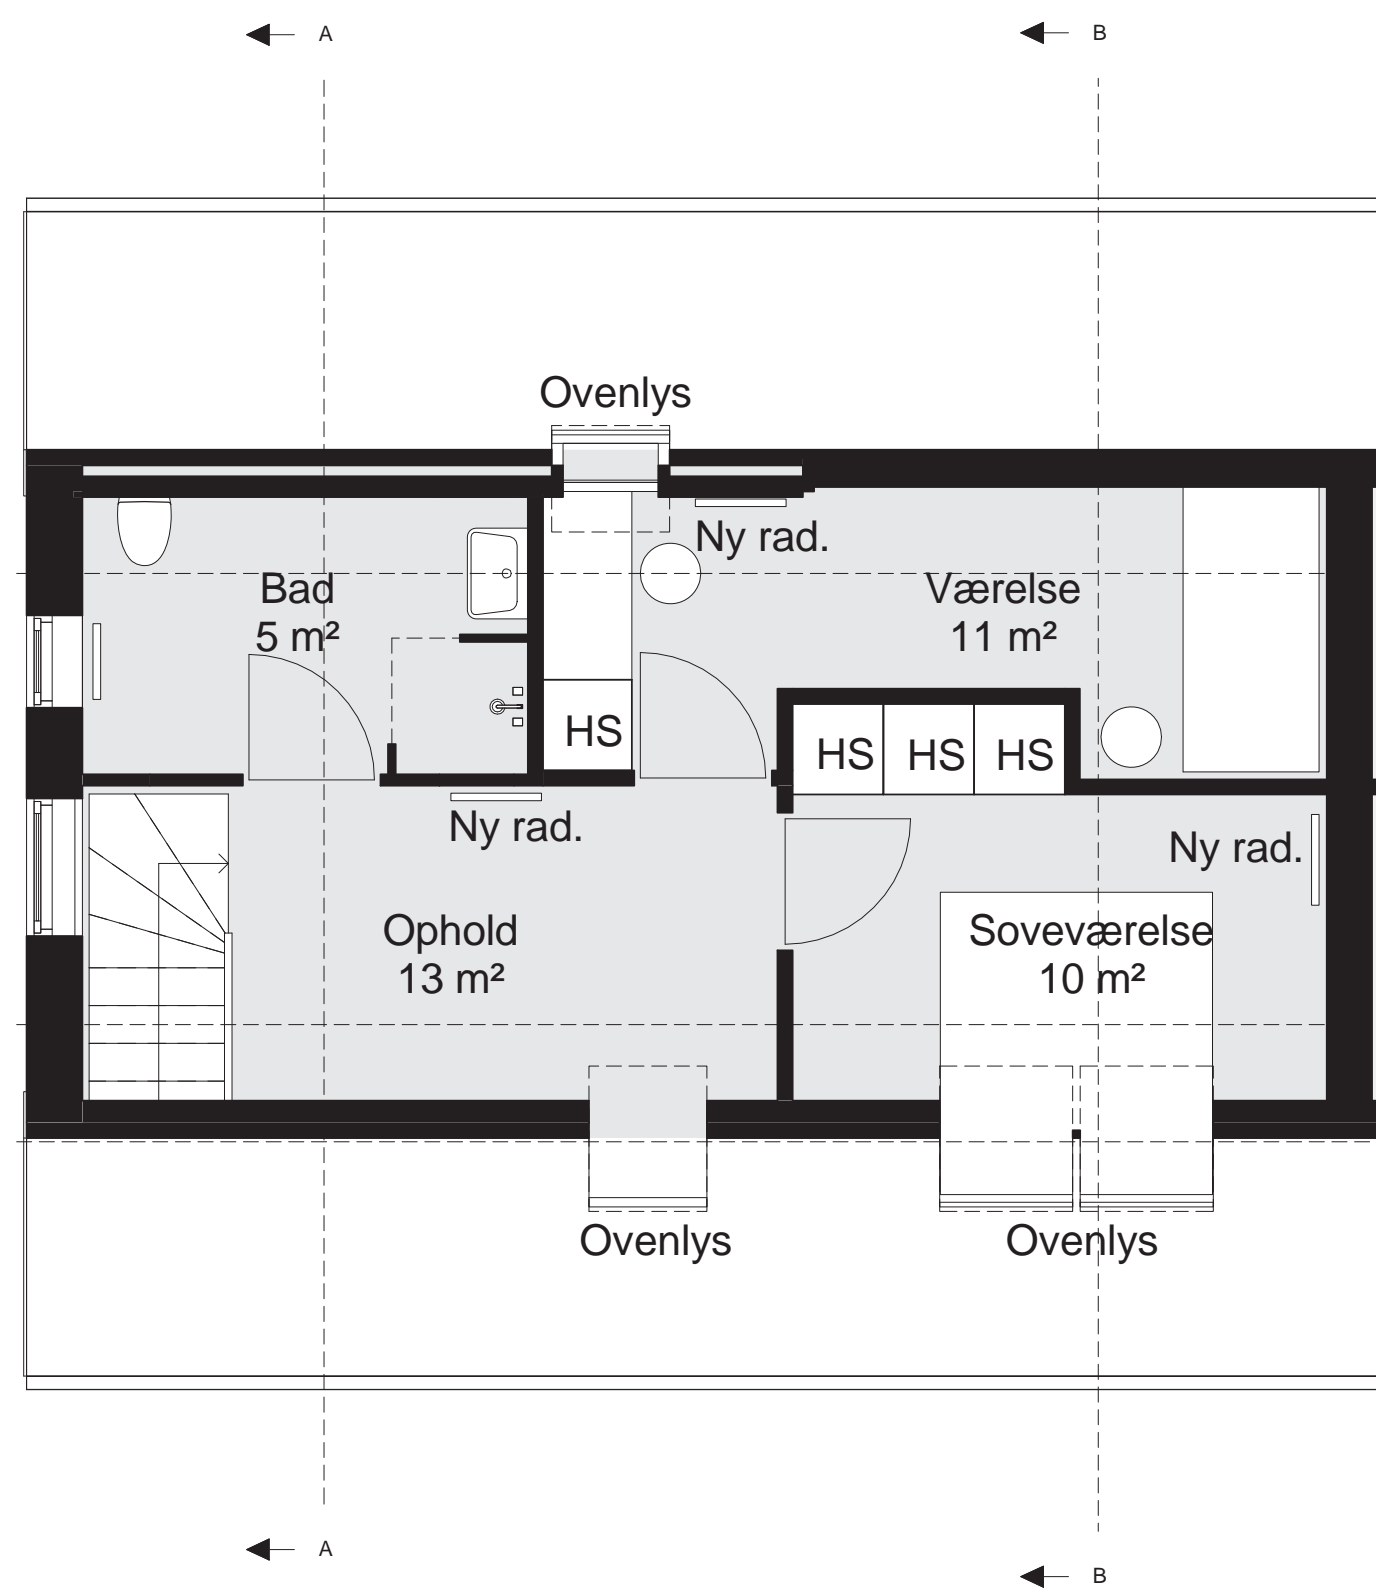 A
B
Ovenlys
Ny rad.
Bad
5 m²
Værelse
11 m²
HS
HS
HS
HS
Ny rad.
Ny rad.
Ophold
13 m²
Soveværelse
10 m²
Ovenlys
Ovenlys
A
B